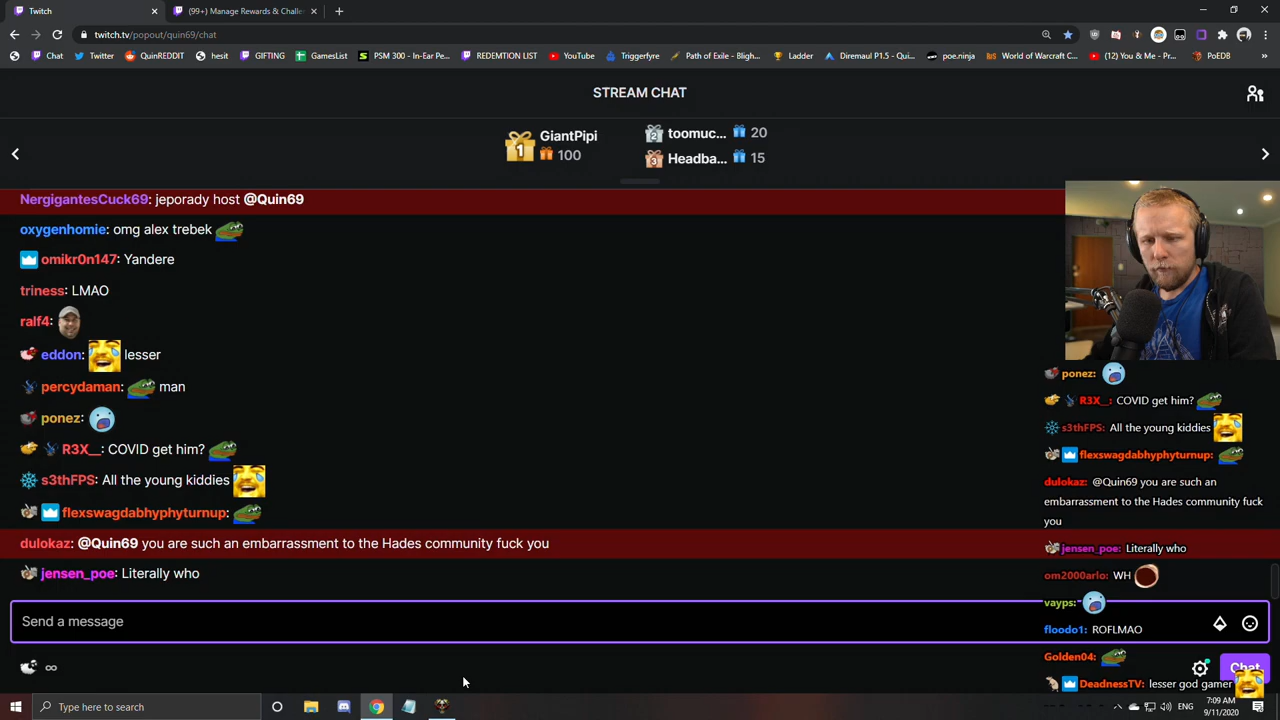 Twitch
(99+) Manage Rewards & Challe
twitch.tv/popout/quin69/chat
Chat
Twitter
QuinREDDIT
hesit
GIFTING
GamesList
PSM 300 - In-Ear Pe...
REDEMTION LIST
YouTube
Triggerfyre
Path of Exile - Bligh...
Ladder
Diremaul P1.5 - Qui...
poe.ninja
World of Warcraft C...
(12) You & Me - Pr...
PoEDB
STREAM CHAT
1 GiantPipi
100
2 toomuc... 20
3 Headba... 15
NergigantesCuck69: jeporady host @Quin69
oxygenhomie: omg alex trebek
omikr0n147: Yandere
triness: LMAO
ralf4:
eddon: lesser
percydaman: man
ponez:
R3X__: COVID get him?
s3thFPS: All the young kiddies
flexswagdabhyphyturnup:
dulokaz: @Quin69 you are such an embarrassment to the Hades community fuck you
jensen_poe: Literally who
Send a message
∞
Chat
ponez:
R3X__: COVID get him?
s3thFPS: All the young kiddies
flexswagdabhyphyturnup:
dulokaz: @Quin69 you are such an
embarrassment to the Hades community fuck
you
jensen_poe: Literally who
om2000arlo: WH
vayps:
floodo1: ROFLMAO
Golden04:
DeadnessTV: lesser god gamer
Type here to search
ENG
7:09 AM
9/11/2020